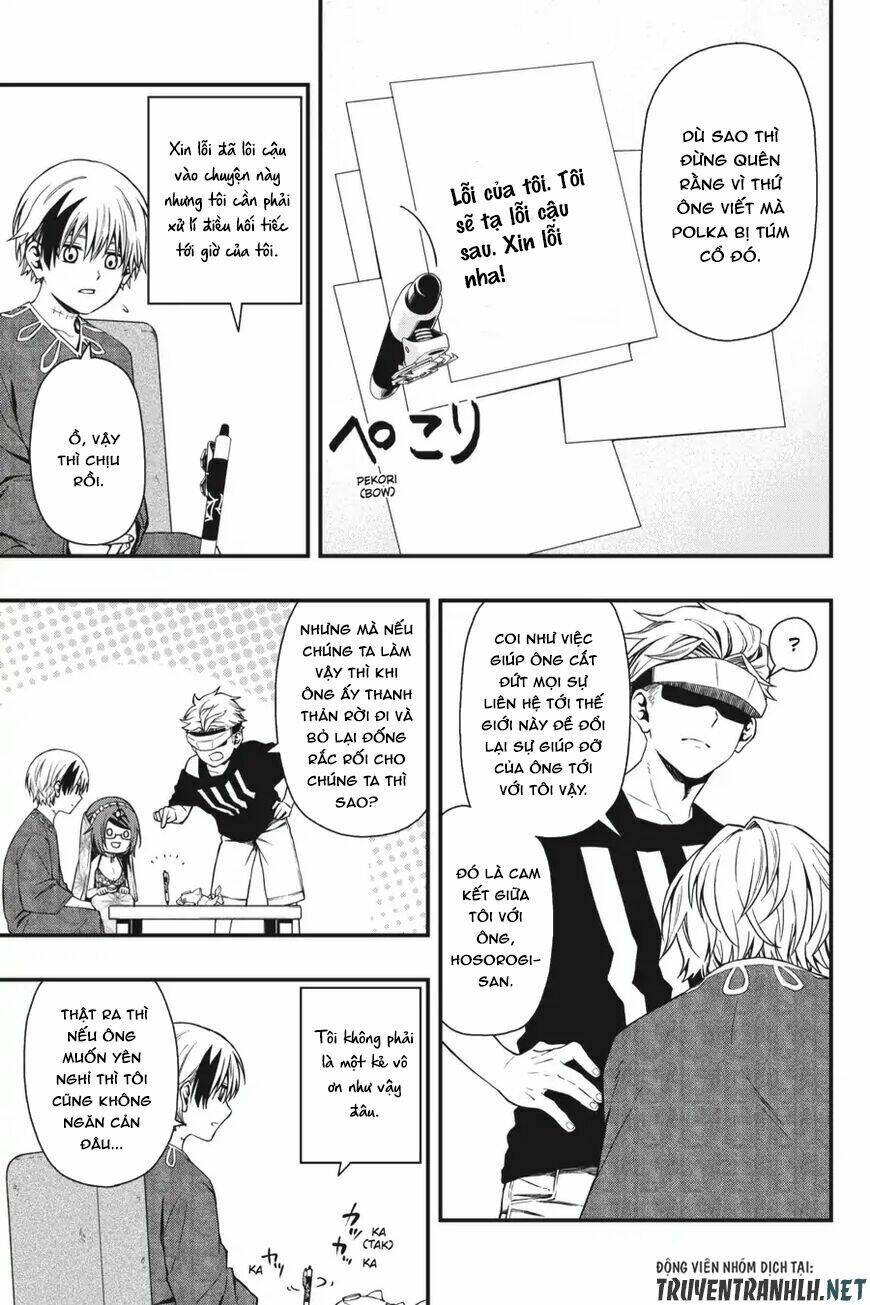 DÙ SAO THÌ
ĐỪNG QUÊN
RẰNG VÌ THỨ
ÔNG VIẾT MÀ
POLKA BỊ TÚM
CỔ ĐÓ.
Lỗi của tôi. Tôi
sẽ tạ lỗi cậu
sau. Xin lỗi
nha!
ぺこり
PEKORI
(BOW)
Xin lỗi đã lôi cậu
vào chuyện này
nhưng tôi cần phải
xử lí điều hối tiếc
tới giờ của tôi.
Ồ, VẬY
THÌ CHỊU
RỒI.
?
COI NHƯ VIỆC
GIÚP ÔNG CẮT
ĐỨT MỌI SỰ
LIÊN HỆ TỚI THẾ
GIỚI NÀY ĐỂ ĐỔI
LẠI SỰ GIÚP ĐỠ
CỦA ÔNG TỚI
VỚI TÔI VẬY.
ĐÓ LÀ CAM
KẾT GIỮA
TÔI VỚI
ÔNG,
HOSOROGI-
SAN.
NHƯNG MÀ NẾU
CHÚNG TA LÀM
VẬY THÌ KHI
ÔNG ẤY THANH
THẢN RỜI ĐI VÀ
BỎ LẠI ĐỐNG
RẮC RỐI CHO
CHÚNG TA THÌ
SAO?
Tôi không phải
là một kẻ vô
ơn như vậy
đâu.
THẬT RA THÌ
NẾU ÔNG
MUỐN YÊN
NGHỈ THÌ TÔI
CŨNG KHÔNG
NGĂN CẢN
ĐÂU...
カッ
カッ
KA
(TAK)
KA
KA
KA
ĐỘNG VIÊN NHÓM DỊCH TẠI:
TRUYENTRANHLH.NET